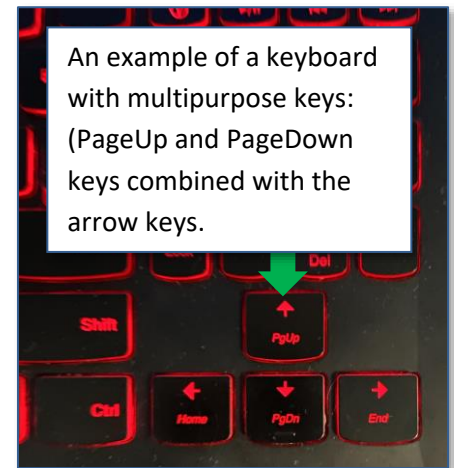 An example of a keyboard
with multipurpose keys:
(PageUp and PageDown
keys combined with the
arrow keys.
Del
Shift
PgUp
Ctrl
Home
PgDn
End